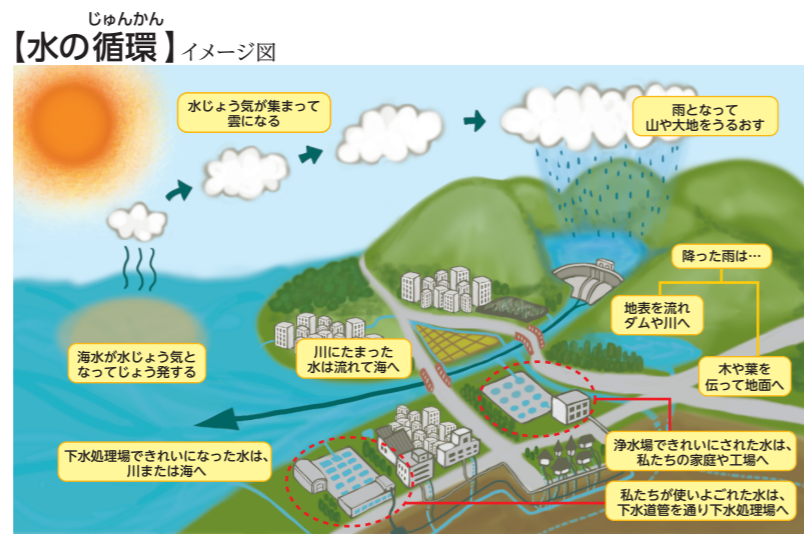 じゅんかん
【水の循環】イメージ図
水じょう気が集まって
雲になる
雨となって
山や大地をうるおす
降った雨は…
地表を流れ
ダムや川へ
木や葉を
伝って地面へ
海水が水じょう気と
なってじょう発する
川にたまった
水は流れて海へ
浄水場できれいにされた水は、
私たちの家庭や工場へ
下水処理場できれいになった水は、
川または海へ
私たちが使いよごれた水は、
下水道管を通り下水処理場へ